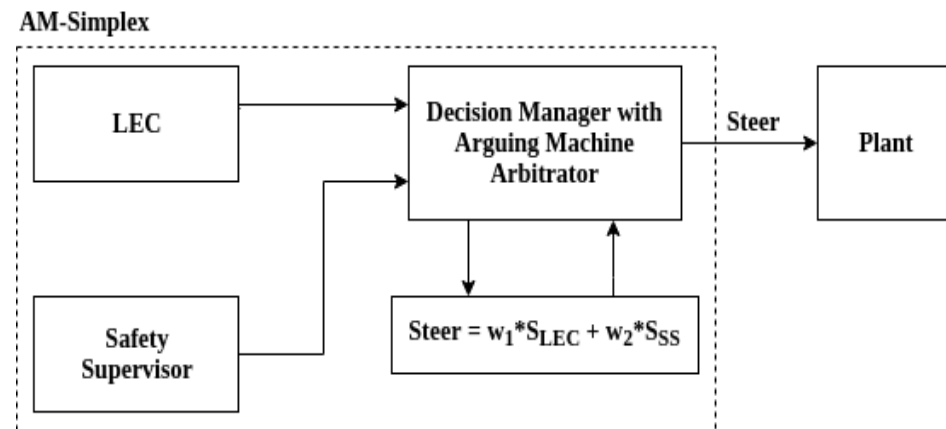 AM-Simplex
LEC
Decision Manager with
Arguing Machine
Arbitrator
Steer
Plant
Safety
Supervisor
Steer = w1*SLEC + w2*SSS